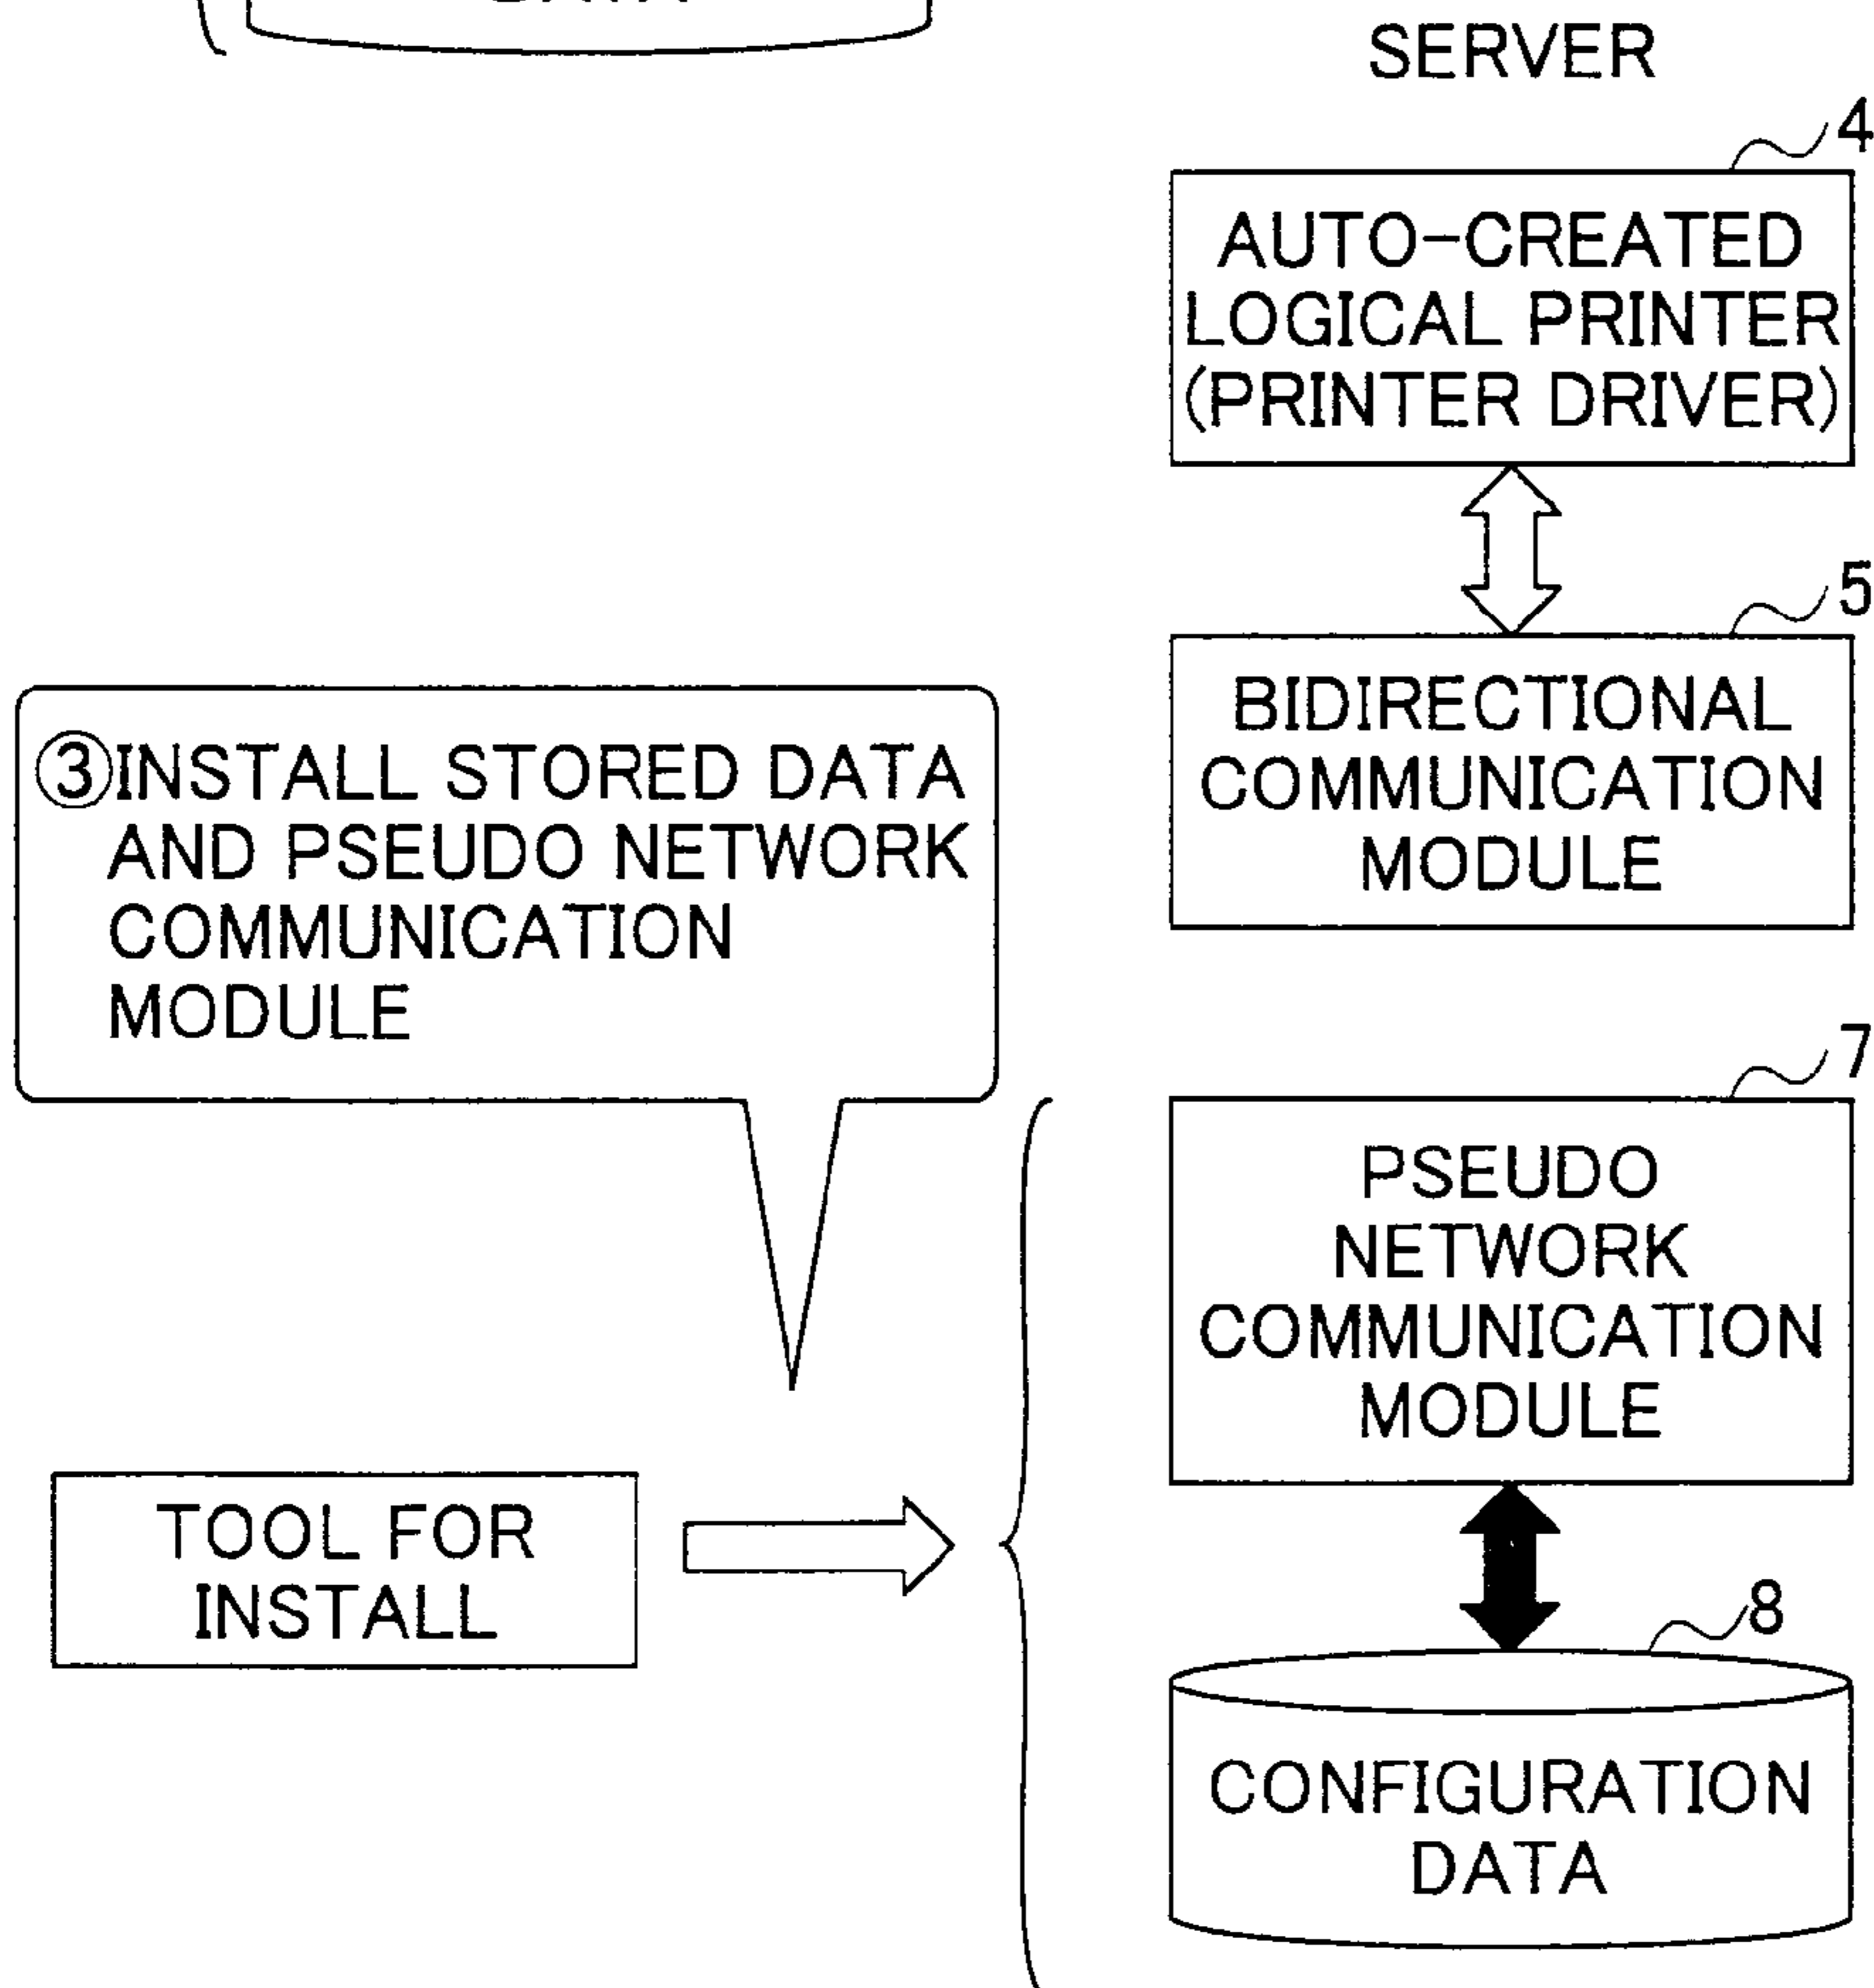 SERVER
4
AUTO-CREATED
LOGICAL PRINTER
(PRINTER DRIVER)
5
BIDIRECTIONAL
COMMUNICATION
MODULE
③INSTALL STORED DATA
AND PSEUDO NETWORK
COMMUNICATION
MODULE
7
PSEUDO
NETWORK
COMMUNICATION
MODULE
TOOL FOR
INSTALL
8
CONFIGURATION
DATA